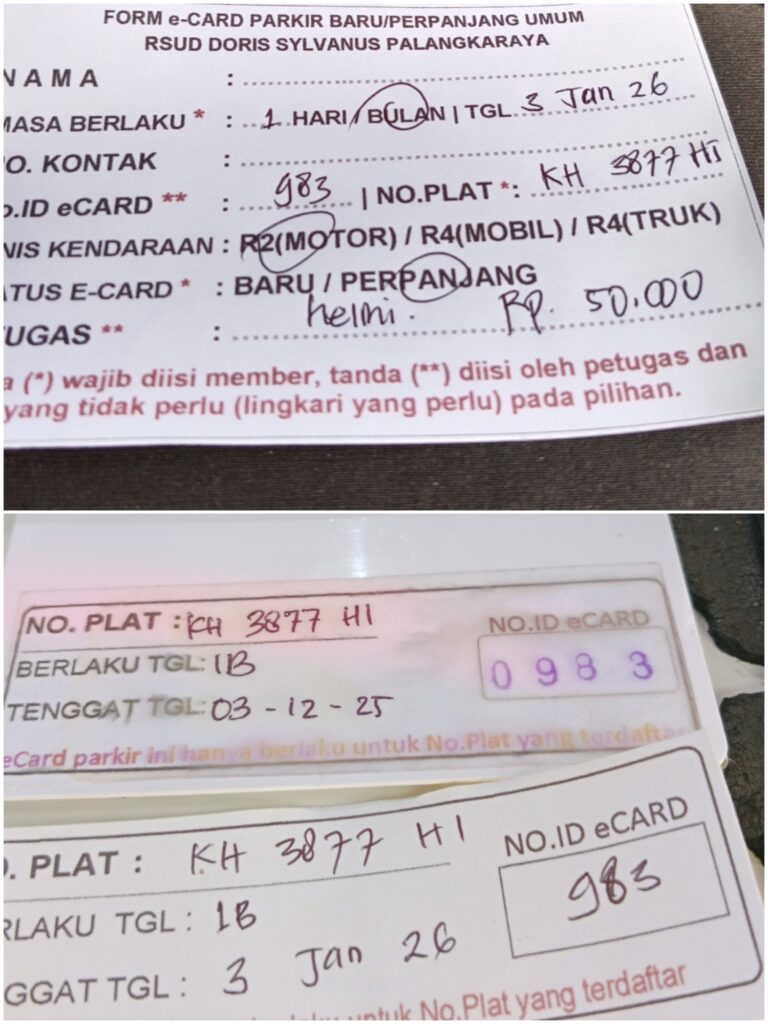 FORM e-CARD PARKIR BARU/PERPANJANG UMUM
RSUD DORIS SYLVANUS PALANGKARAYA
NAMA :
MASA BERLAKU * : 1 HARI / BULAN | TGL 3 Jan 26
O. KONTAK :
O.ID eCARD ** : 983 | NO.PLAT *: KH 3877 HI
NIS KENDARAAN : R2(MOTOR) / R4(MOBIL) / R4(TRUK)
ATUS E-CARD * : BARU / PERPANJANG
UGAS ** : helmi. Rp. 50.000
a (*) wajib diisi member, tanda (**) diisi oleh petugas dan
yang tidak perlu (lingkari yang perlu) pada pilihan.
NO. PLAT : KH 3877 HI
NO.ID eCARD
0983
BERLAKU TGL: 1B
TENGGAT TGL: 03 - 12 - 25
eCard parkir ini hanya berlaku untuk No.Plat yang terdaftar
. PLAT : KH 3877 HI
NO.ID eCARD
983
RLAKU TGL : 1B
GGAT TGL : 3 Jan 26
untuk No.Plat yang terdaftar